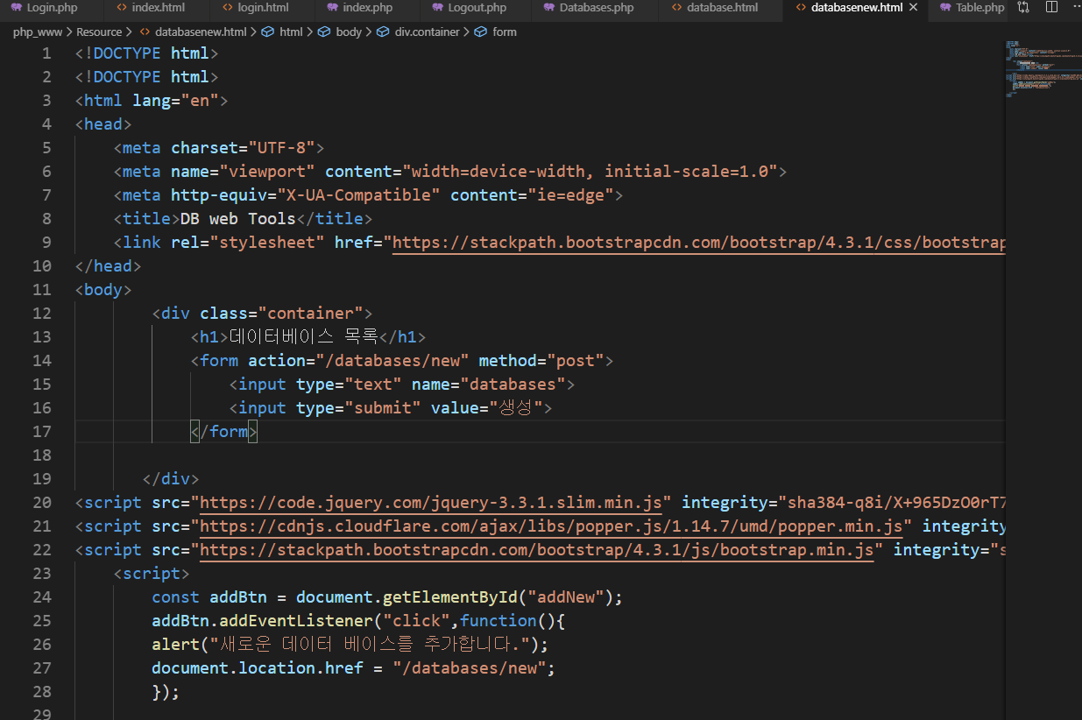 Login.php index.html login.html index.php Logout.php Databases.php database.html databasenew.html Table.php
php_www > Resource > databasenew.html > html > body > div.container > form
1 <!DOCTYPE html>
2 <!DOCTYPE html>
3 <html lang="en">
4 <head>
5 <meta charset="UTF-8">
6 <meta name="viewport" content="width=device-width, initial-scale=1.0">
7 <meta http-equiv="X-UA-Compatible" content="ie=edge">
8 <title>DB web Tools</title>
9 <link rel="stylesheet" href="https://stackpath.bootstrapcdn.com/bootstrap/4.3.1/css/bootstrap
10 </head>
11 <body>
12 <div class="container">
13 <h1>데이터베이스 목록</h1>
14 <form action="/databases/new" method="post">
15 <input type="text" name="databases">
16 <input type="submit" value="생성">
17 </form>
18
19 </div>
20 <script src="https://code.jquery.com/jquery-3.3.1.slim.min.js" integrity="sha384-q8i/X+965DzO0rT7
21 <script src="https://cdnjs.cloudflare.com/ajax/libs/popper.js/1.14.7/umd/popper.min.js" integrity
22 <script src="https://stackpath.bootstrapcdn.com/bootstrap/4.3.1/js/bootstrap.min.js" integrity="s
23 <script>
24 const addBtn = document.getElementById("addNew");
25 addBtn.addEventListener("click",function(){
26 alert("새로운 데이터 베이스를 추가합니다.");
27 document.location.href = "/databases/new";
28 });
29